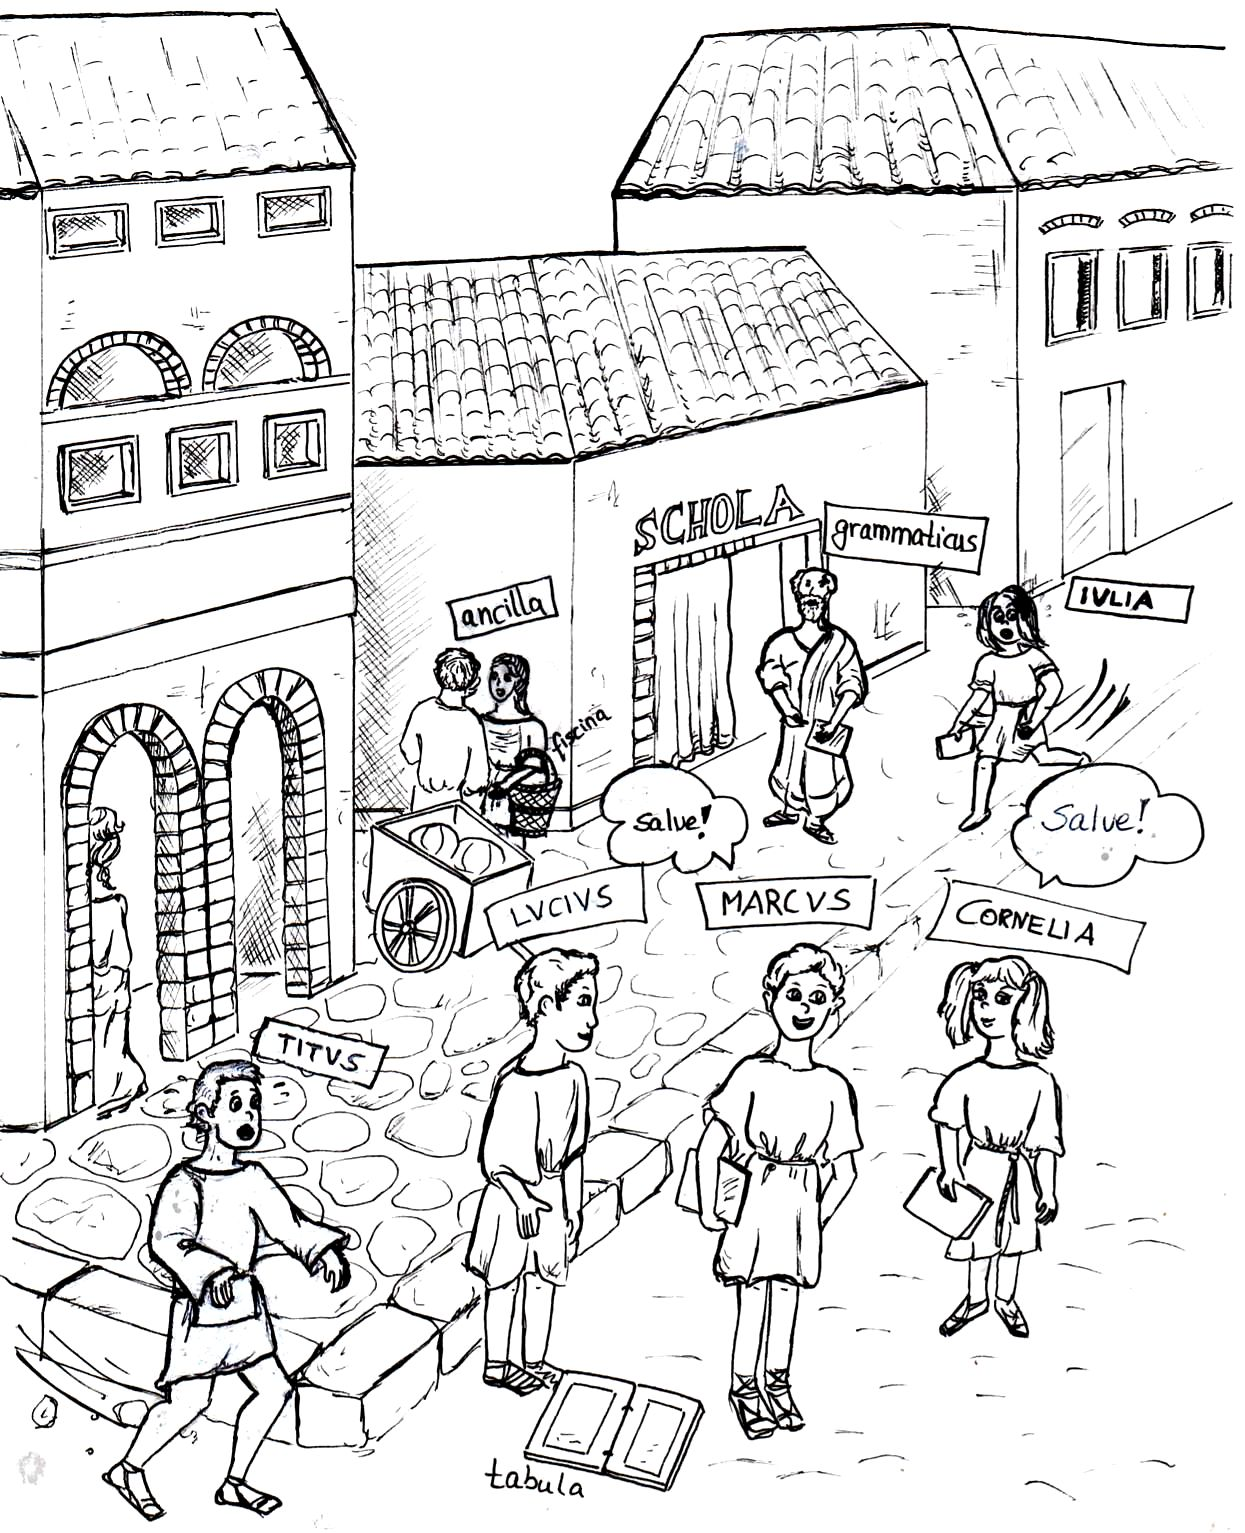 SCHOLA
grammaticus
ancilla
IVLIA
fiscina
Salve!
Salve!
LVCIVS
MARCVS
CORNELIA
TITVS
tabula